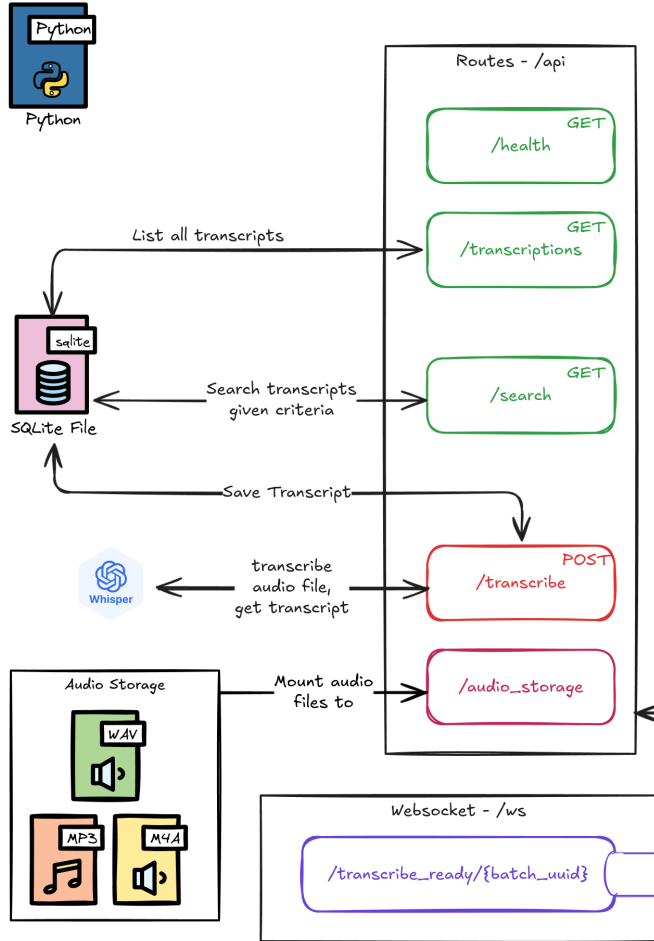 Python
Python
Routes - /api
GET
/health
GET
/transcriptions
List all transcripts
sqlite
SQLite File
GET
/search
Search transcripts
given criteria
Save Transcript
POST
/transcribe
transcribe
audio file,
get transcript
Whisper
/audio_storage
Mount audio
files to
Audio Storage
WAV
MP3
M4A
Websocket - /ws
/transcribe_ready/{batch_uuid}